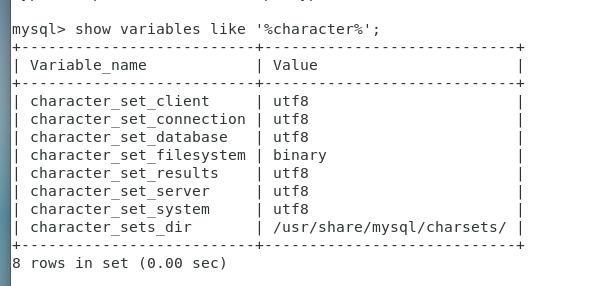 mysql> show variables like '%character%';
+--------------------------+----------------------------+
| Variable_name            | Value                      |
+--------------------------+----------------------------+
| character_set_client     | utf8                       |
| character_set_connection | utf8                       |
| character_set_database   | utf8                       |
| character_set_filesystem | binary                     |
| character_set_results    | utf8                       |
| character_set_server     | utf8                       |
| character_set_system     | utf8                       |
| character_sets_dir       | /usr/share/mysql/charsets/ |
+--------------------------+----------------------------+
8 rows in set (0.00 sec)